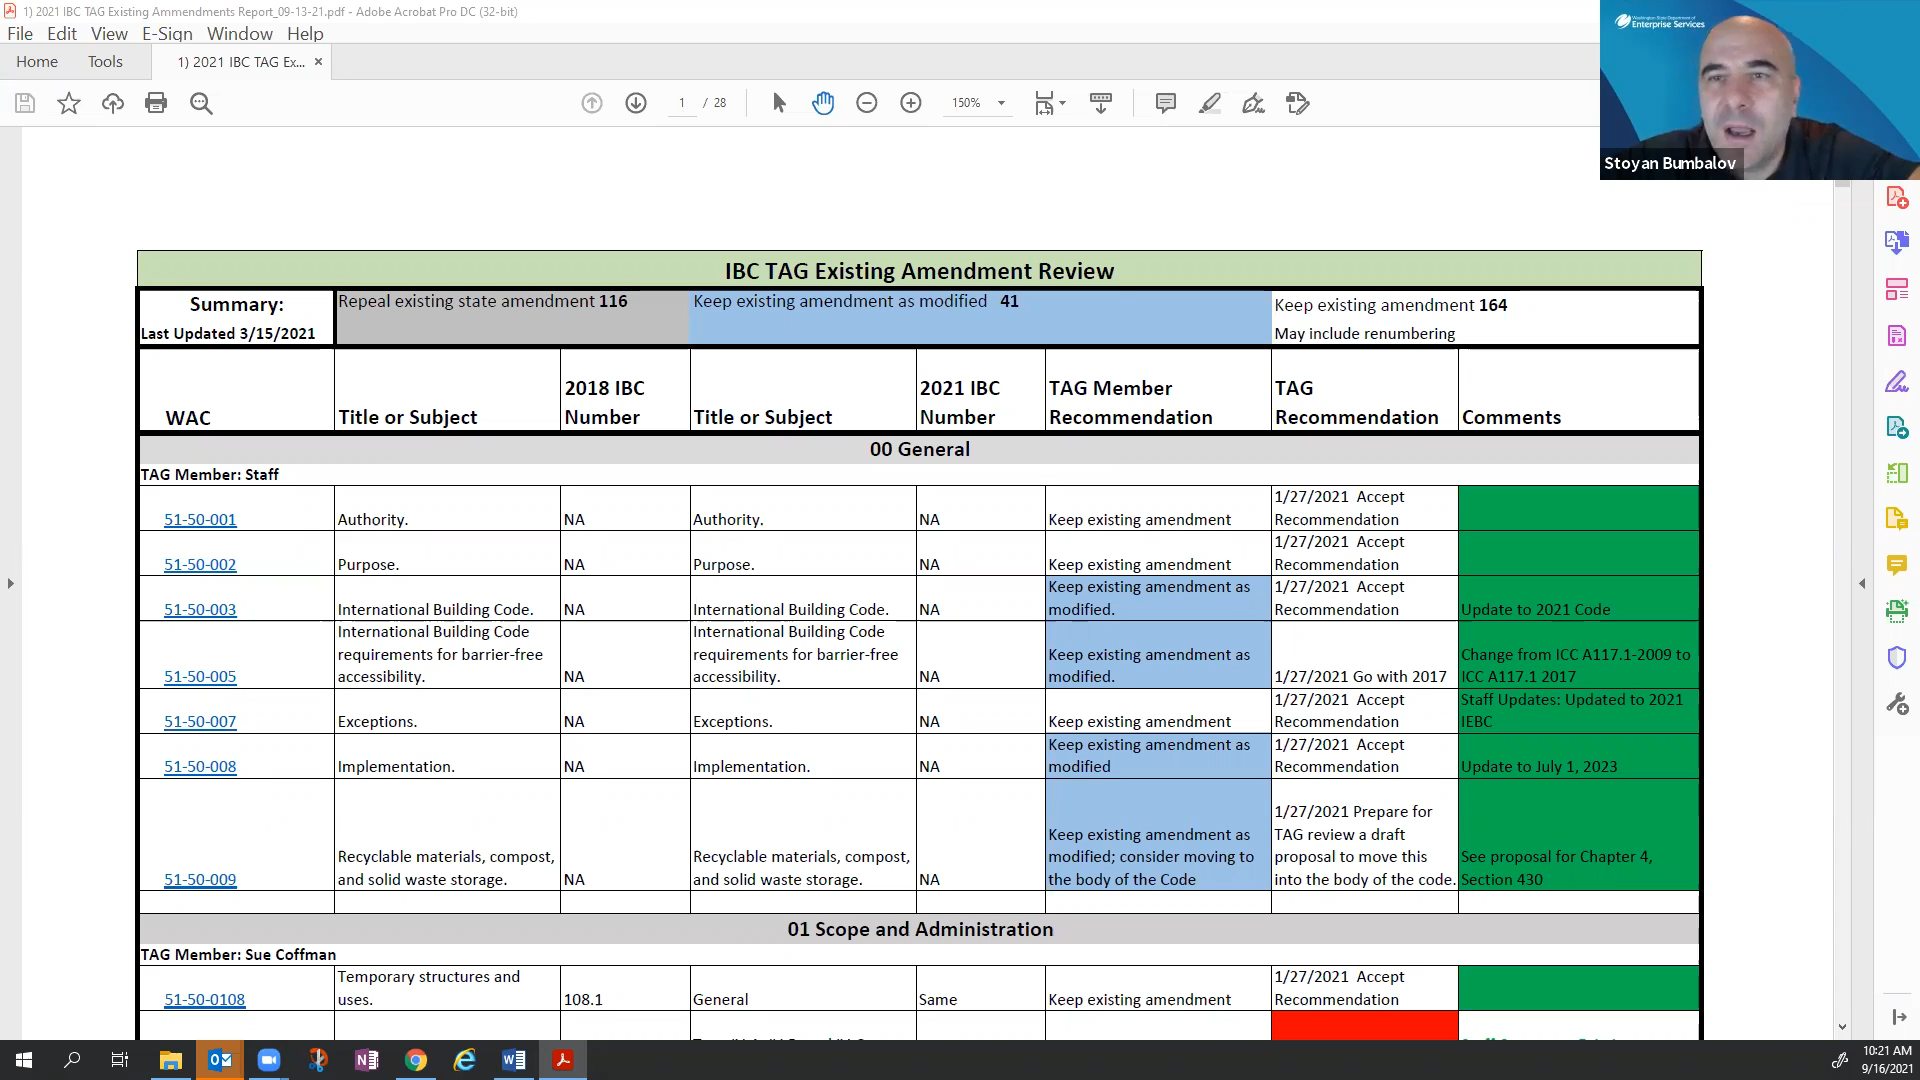 1) 2021 IBC TAG Existing Ammendments Report_09-13-21.pdf - Adobe Acrobat Pro DC (32-bit)
File Edit View E-Sign Window Help
Home Tools 1) 2021 IBC TAG Ex... ×
1 / 28 150%
Washington State Department of
Enterprise Services
Stoyan Bumbalov
IBC TAG Existing Amendment Review
Summary:
Last Updated 3/15/2021
Repeal existing state amendment 116
Keep existing amendment as modified 41
Keep existing amendment 164
May include renumbering
WAC
Title or Subject
2018 IBC
Number
Title or Subject
2021 IBC
Number
TAG Member
Recommendation
TAG
Recommendation
Comments
00 General
TAG Member: Staff
51-50-001
Authority.
NA
Authority.
NA
Keep existing amendment
1/27/2021 Accept
Recommendation
51-50-002
Purpose.
NA
Purpose.
NA
Keep existing amendment
1/27/2021 Accept
Recommendation
51-50-003
International Building Code.
NA
International Building Code.
NA
Keep existing amendment as
modified.
1/27/2021 Accept
Recommendation
Update to 2021 Code
51-50-005
International Building Code
requirements for barrier-free
accessibility.
NA
International Building Code
requirements for barrier-free
accessibility.
NA
Keep existing amendment as
modified.
1/27/2021 Go with 2017
Change from ICC A117.1-2009 to
ICC A117.1 2017
51-50-007
Exceptions.
NA
Exceptions.
NA
Keep existing amendment
1/27/2021 Accept
Recommendation
Staff Updates: Updated to 2021
IEBC
51-50-008
Implementation.
NA
Implementation.
NA
Keep existing amendment as
modified
1/27/2021 Accept
Recommendation
Update to July 1, 2023
51-50-009
Recyclable materials, compost,
and solid waste storage.
NA
Recyclable materials, compost,
and solid waste storage.
NA
Keep existing amendment as
modified; consider moving to
the body of the Code
1/27/2021 Prepare for
TAG review a draft
proposal to move this
into the body of the code.
See proposal for Chapter 4,
Section 430
01 Scope and Administration
TAG Member: Sue Coffman
51-50-0108
Temporary structures and
uses.
108.1
General
Same
Keep existing amendment
1/27/2021 Accept
Recommendation
10:21 AM
9/16/2021